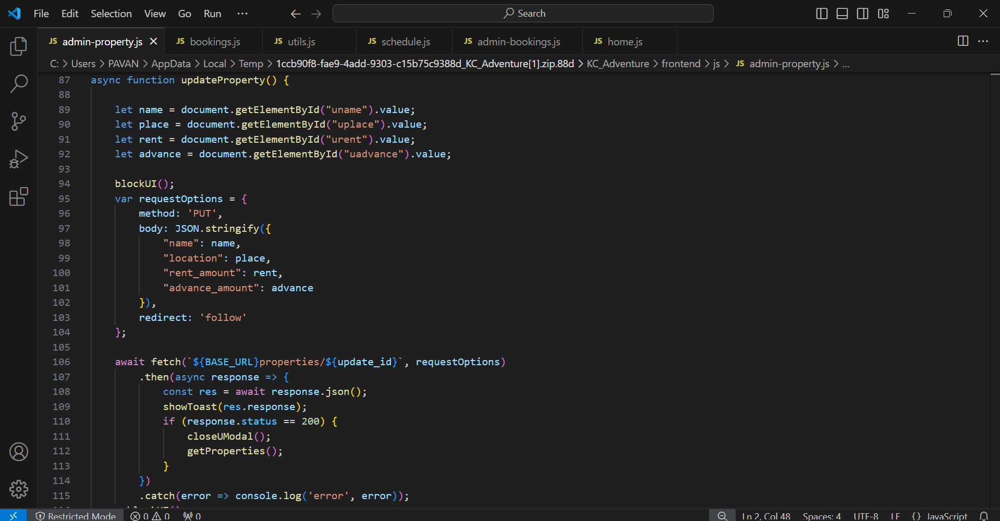 File Edit Selection View Go Run ··· ← → Search
JS admin-property.js × JS bookings.js JS utils.js JS schedule.js JS admin-bookings.js JS home.js ···
C: > Users > PAVAN > AppData > Local > Temp > 1ccb90f8-fae9-4add-9303-c15b75c9388d_KC_Adventure[1].zip.88d > KC_Adventure > frontend > js > JS admin-property.js > ...
87 async function updateProperty() {
88
89     let name = document.getElementById("uname").value;
90     let place = document.getElementById("uplace").value;
91     let rent = document.getElementById("urent").value;
92     let advance = document.getElementById("uadvance").value;
93
94     blockUI();
95     var requestOptions = {
96         method: 'PUT',
97         body: JSON.stringify({
98             "name": name,
99             "location": place,
100             "rent_amount": rent,
101             "advance_amount": advance
102         }),
103         redirect: 'follow'
104     };
105
106     await fetch(`${BASE_URL}properties/${update_id}`, requestOptions)
107         .then(async response => {
108             const res = await response.json();
109             showToast(res.response);
110             if (response.status == 200) {
111                 closeUModal();
112                 getProperties();
113             }
114         })
115         .catch(error => console.log('error', error));
Restricted Mode 0 0 0 Ln 2, Col 48 Spaces: 4 UTF-8 LF {} JavaScript